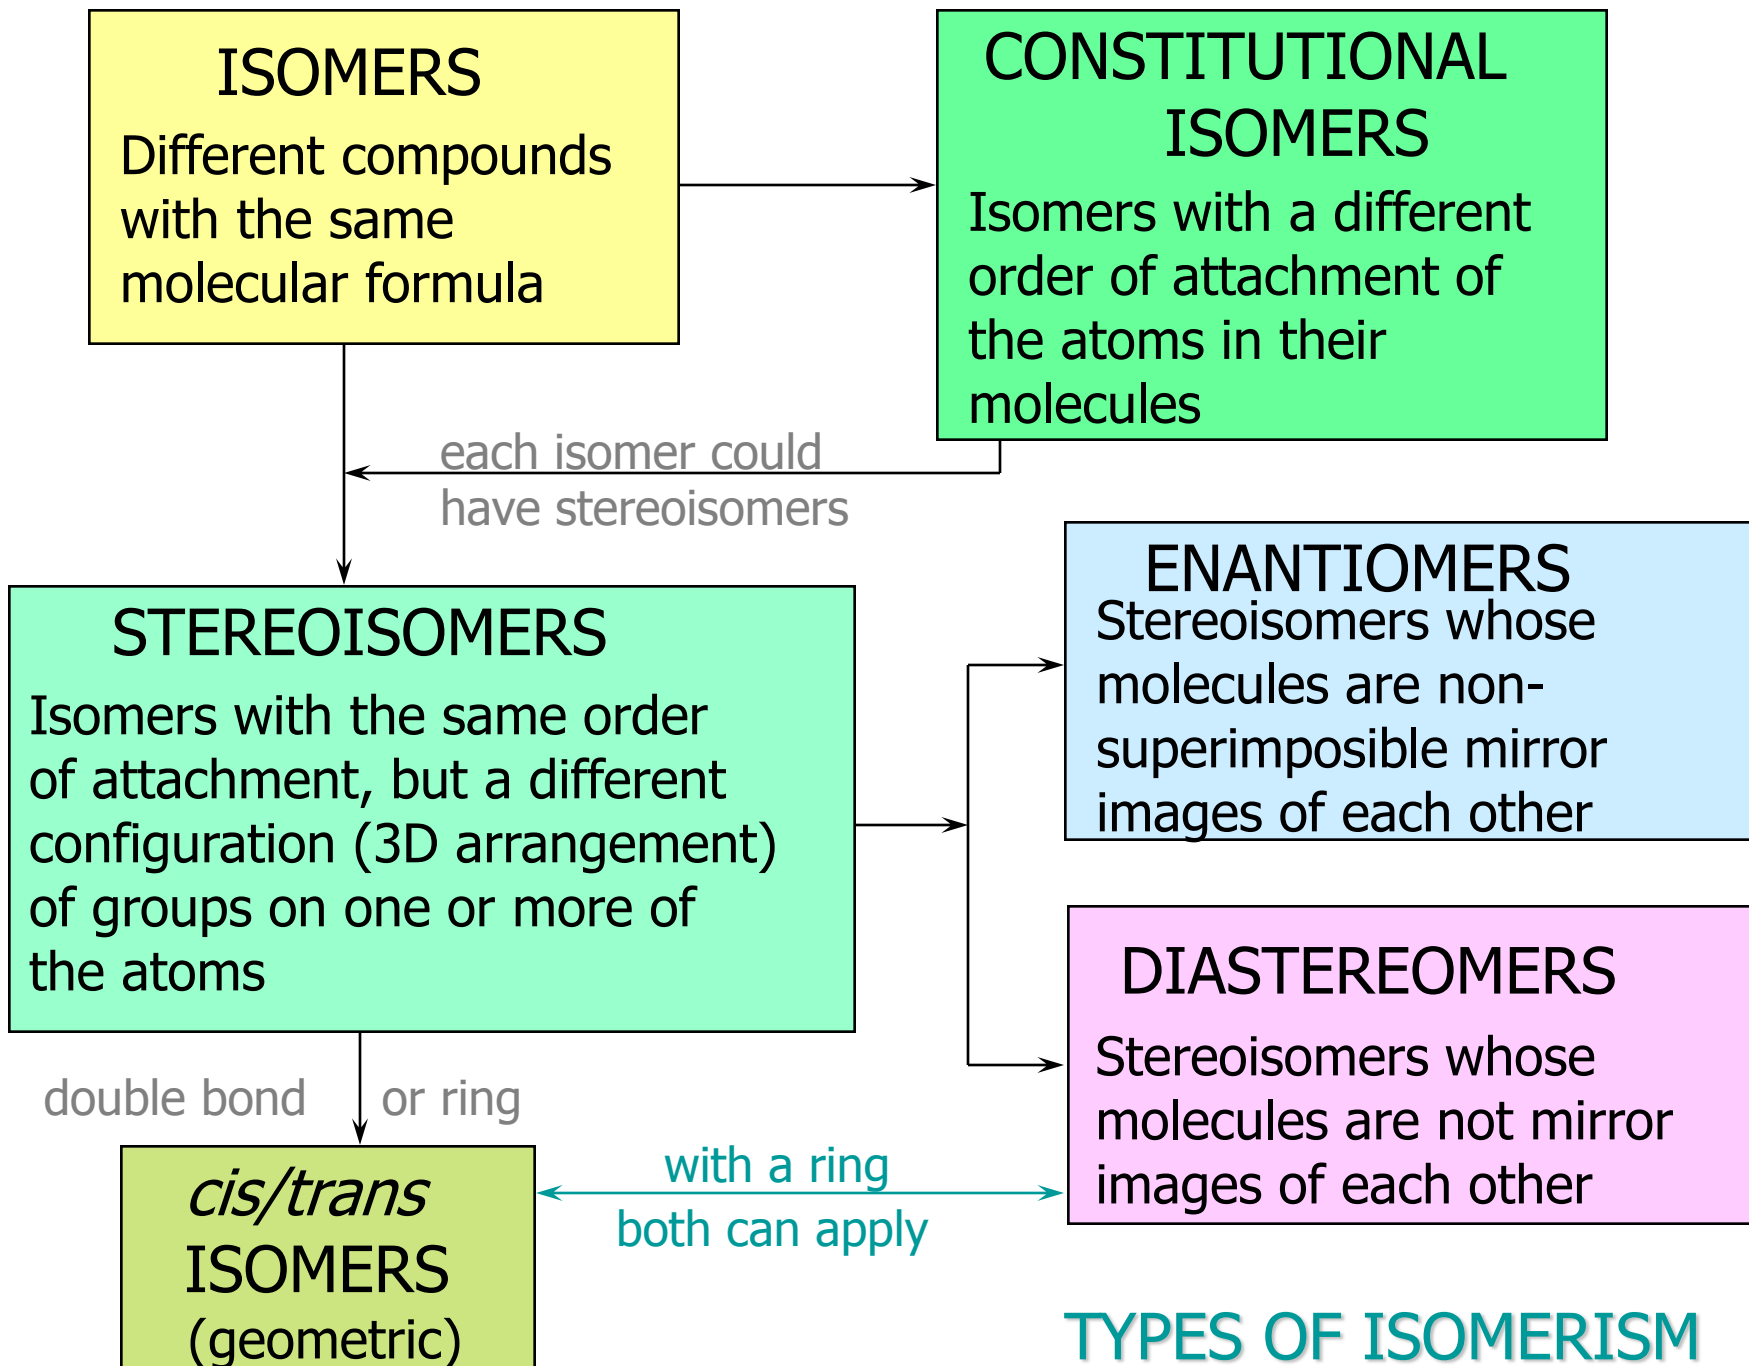 ISOMERS
Different compounds
with the same
molecular formula
CONSTITUTIONAL
ISOMERS
Isomers with a different
order of attachment of
the atoms in their
molecules
each isomer could
have stereoisomers
STEREOISOMERS
Isomers with the same order
of attachment, but a different
configuration (3D arrangement)
of groups on one or more of
the atoms
ENANTIOMERS
Stereoisomers whose
molecules are non-
superimposible mirror
images of each other
DIASTEREOMERS
Stereoisomers whose
molecules are not mirror
images of each other
double bond or ring
cis/trans
ISOMERS
(geometric)
with a ring
both can apply
TYPES OF ISOMERISM